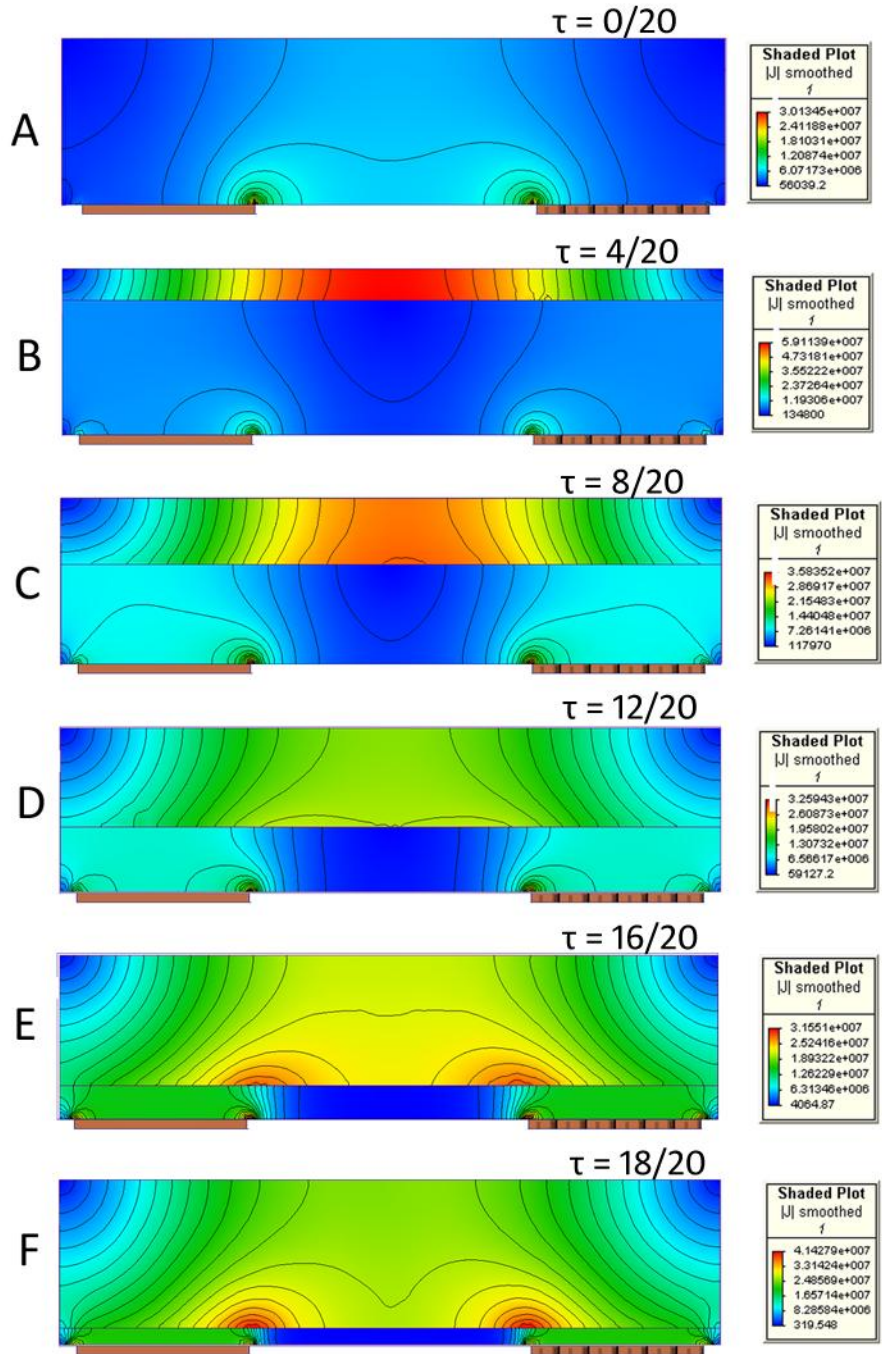 τ = 0/20
A
Shaded Plot
|J| smoothed
1
3.01345e+007
2.41188e+007
1.81031e+007
1.20874e+007
6.07173e+006
56039.2
τ = 4/20
B
Shaded Plot
|J| smoothed
1
5.91139e+007
4.73181e+007
3.55222e+007
2.37264e+007
1.19306e+007
134800
τ = 8/20
C
Shaded Plot
|J| smoothed
1
3.58352e+007
2.86917e+007
2.15483e+007
1.44048e+007
7.26141e+006
117970
τ = 12/20
D
Shaded Plot
|J| smoothed
1
3.25943e+007
2.60873e+007
1.95802e+007
1.30732e+007
6.56617e+006
59127.2
τ = 16/20
E
Shaded Plot
|J| smoothed
1
3.1551e+007
2.52416e+007
1.89322e+007
1.26229e+007
6.31346e+006
4064.87
τ = 18/20
F
Shaded Plot
|J| smoothed
1
4.14279e+007
3.31424e+007
2.48569e+007
1.65714e+007
8.28584e+006
319.548